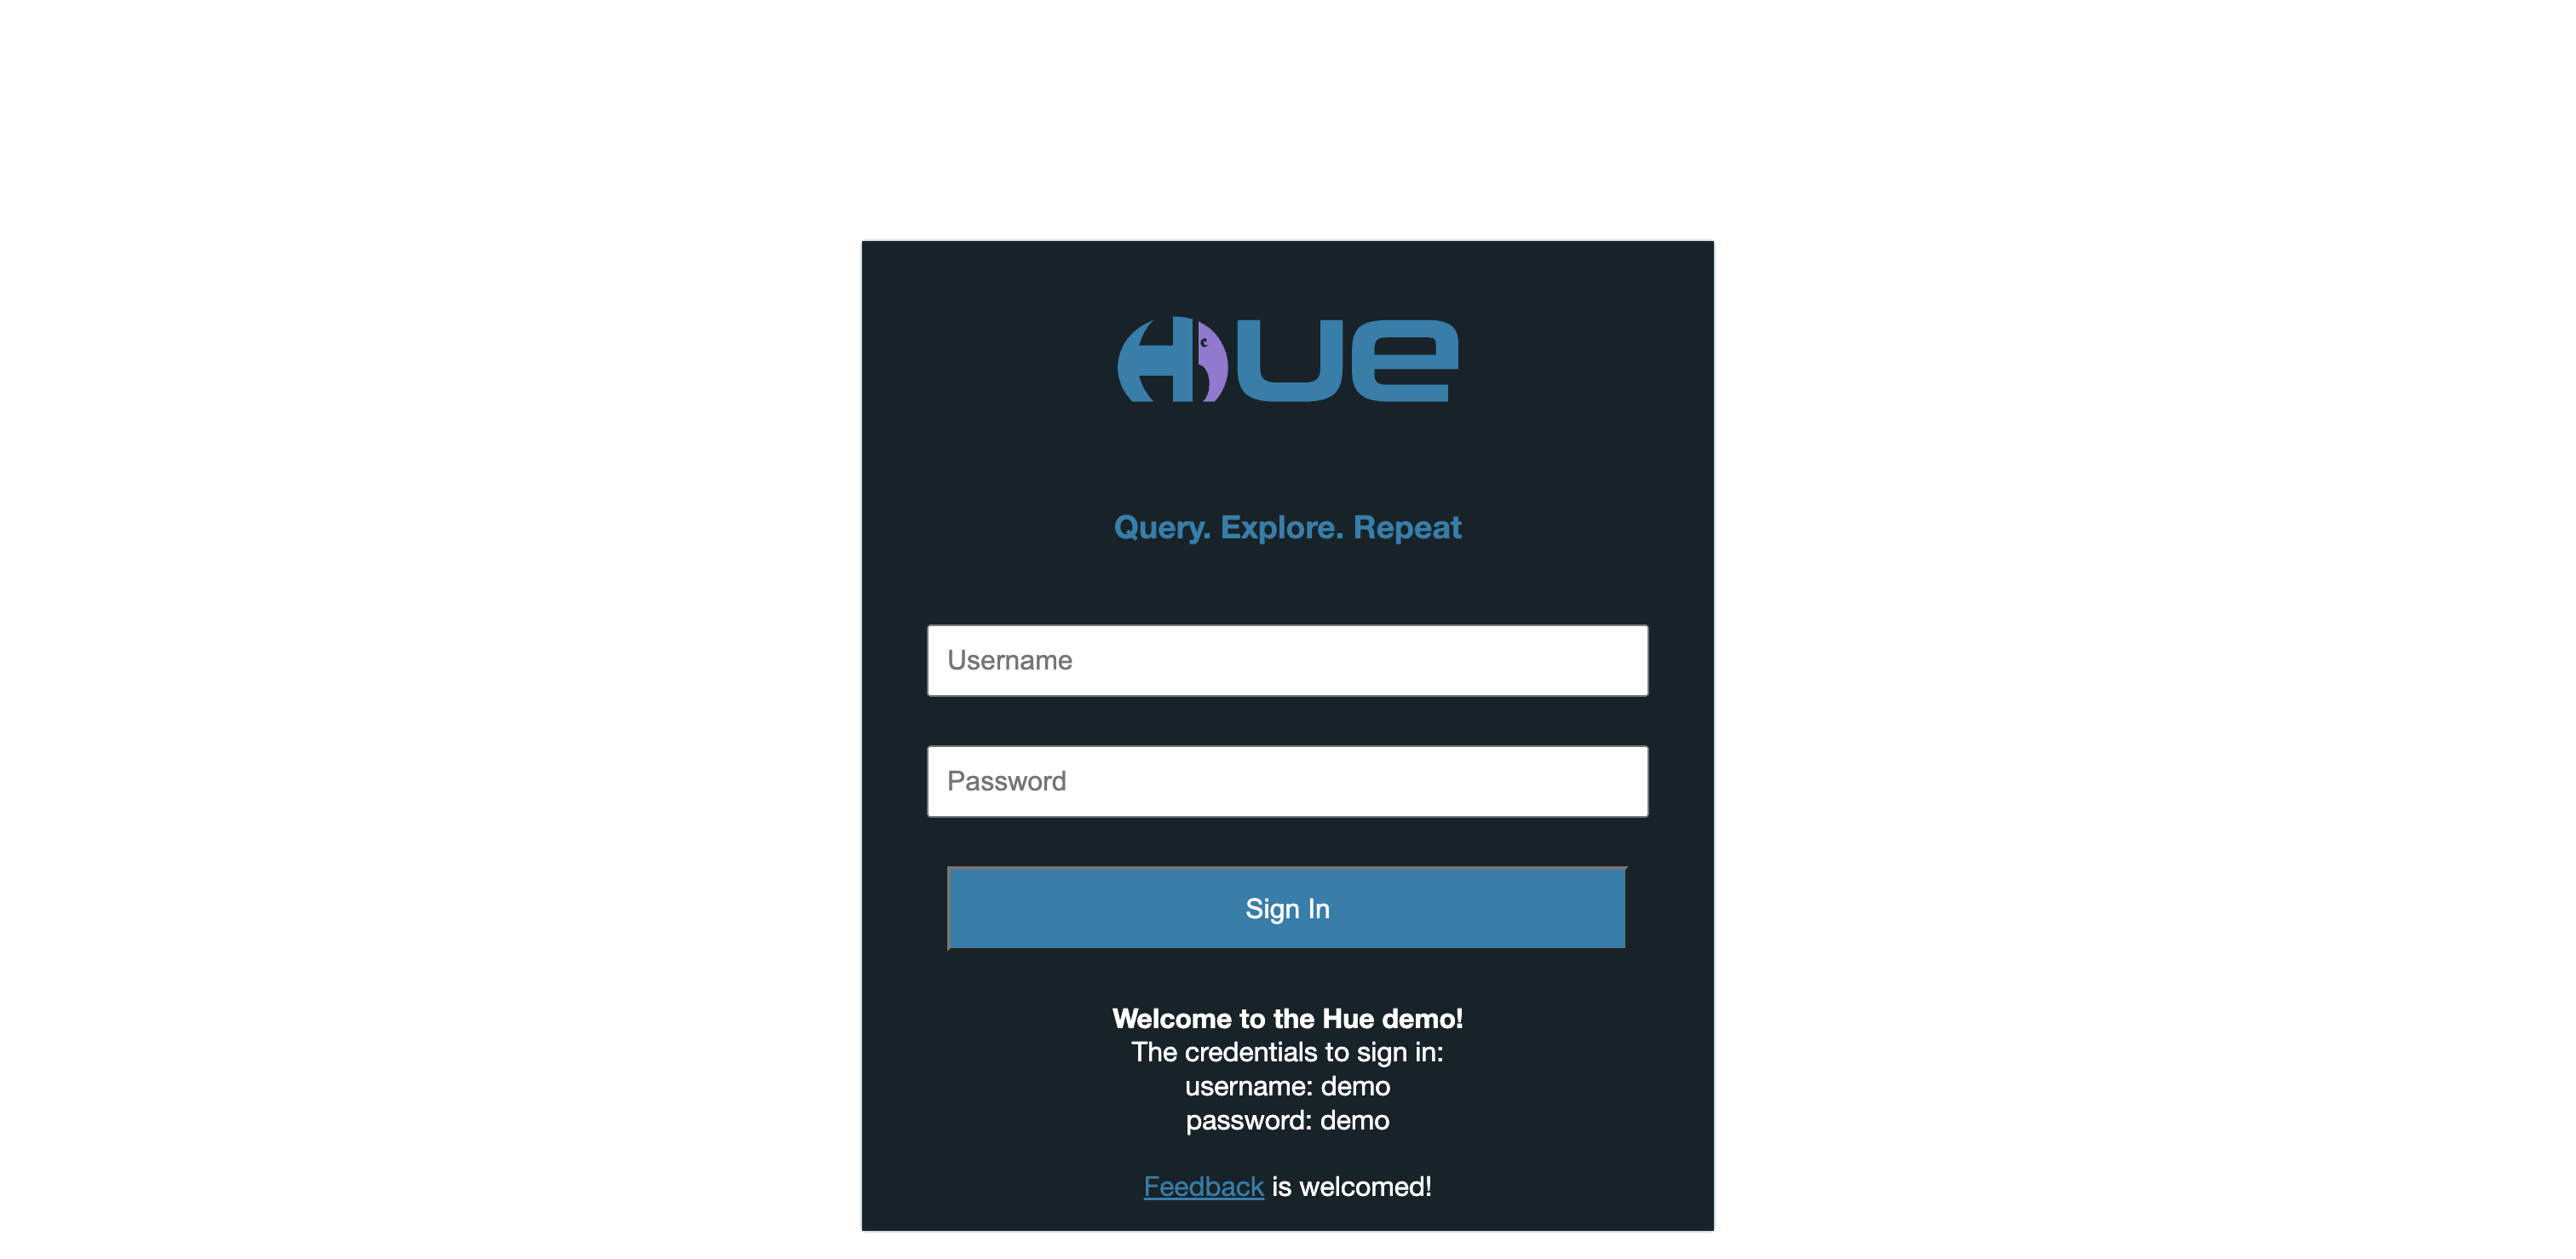 Hue
Query. Explore. Repeat
Username
Password
Sign In
Welcome to the Hue demo!
The credentials to sign in:
username: demo
password: demo
Feedback is welcomed!